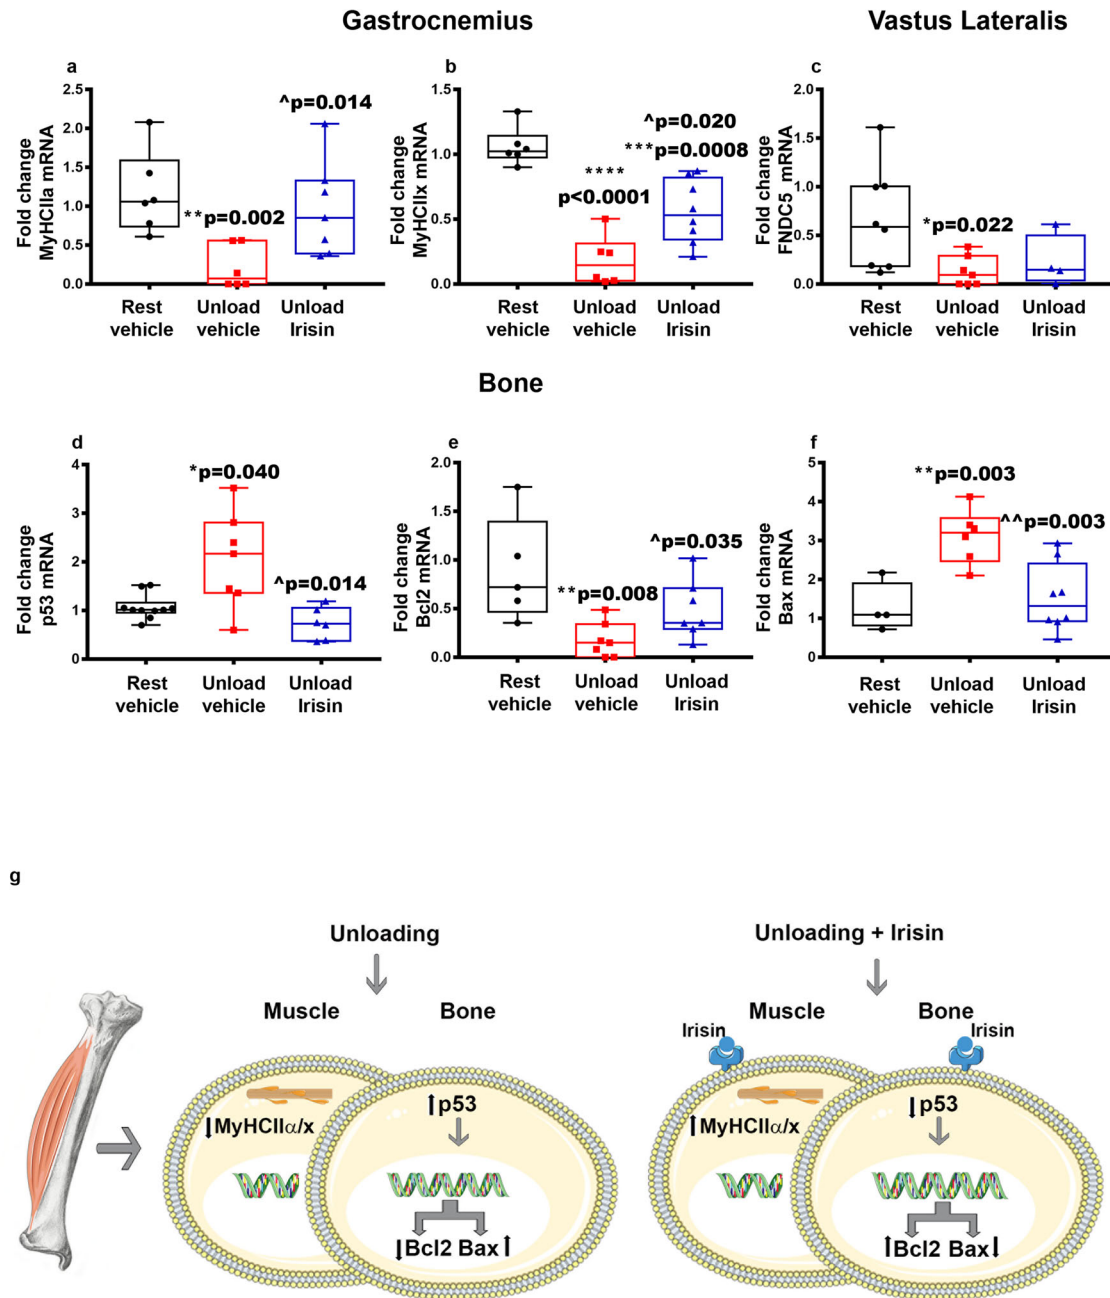 Gastrocnemius
Vastus Lateralis
a
Fold change
MyHCIIa mRNA
2.5
2.0
1.5
1.0
0.5
0.0
**p=0.002
^p=0.014
Rest
vehicle
Unload
vehicle
Unload
Irisin
b
Fold change
MyHCIIx mRNA
1.5
1.0
0.5
0.0
****
p<0.0001
^p=0.020
***p=0.0008
Rest
vehicle
Unload
vehicle
Unload
Irisin
c
Fold change
FNDC5 mRNA
2.0
1.5
1.0
0.5
0.0
*p=0.022
Rest
vehicle
Unload
vehicle
Unload
Irisin
Bone
d
Fold change
p53 mRNA
4
3
2
1
0
*p=0.040
^p=0.014
Rest
vehicle
Unload
vehicle
Unload
Irisin
e
Fold change
Bcl2 mRNA
2.0
1.5
1.0
0.5
0.0
**p=0.008
^p=0.035
Rest
vehicle
Unload
vehicle
Unload
Irisin
f
Fold change
Bax mRNA
5
4
3
2
1
0
**p=0.003
^^p=0.003
Rest
vehicle
Unload
vehicle
Unload
Irisin
g
Unloading
Muscle
Bone
↓MyHCIIα/x
↑p53
↓Bcl2 Bax↑
Unloading + Irisin
Muscle
Bone
Irisin
Irisin
↑MyHCIIα/x
↓p53
↑Bcl2 Bax↓